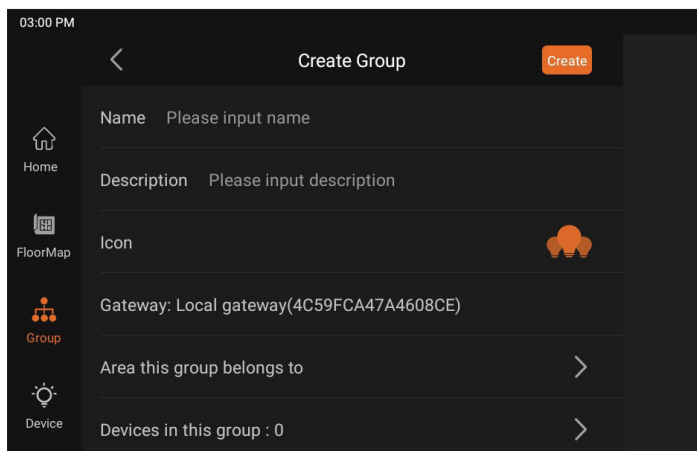 03:00 PM
Create Group
Create
Name Please input name
Home
Description Please input description
FloorMap
Icon
Gateway: Local gateway(4C59FCA47A4608CE)
Group
Area this group belongs to
Device
Devices in this group : 0